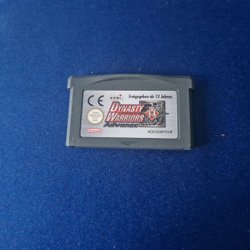 Freigegeben ab 12 Jahren
CE
KOEI
DYNASTY
WARRIORS
Advance
Nintendo